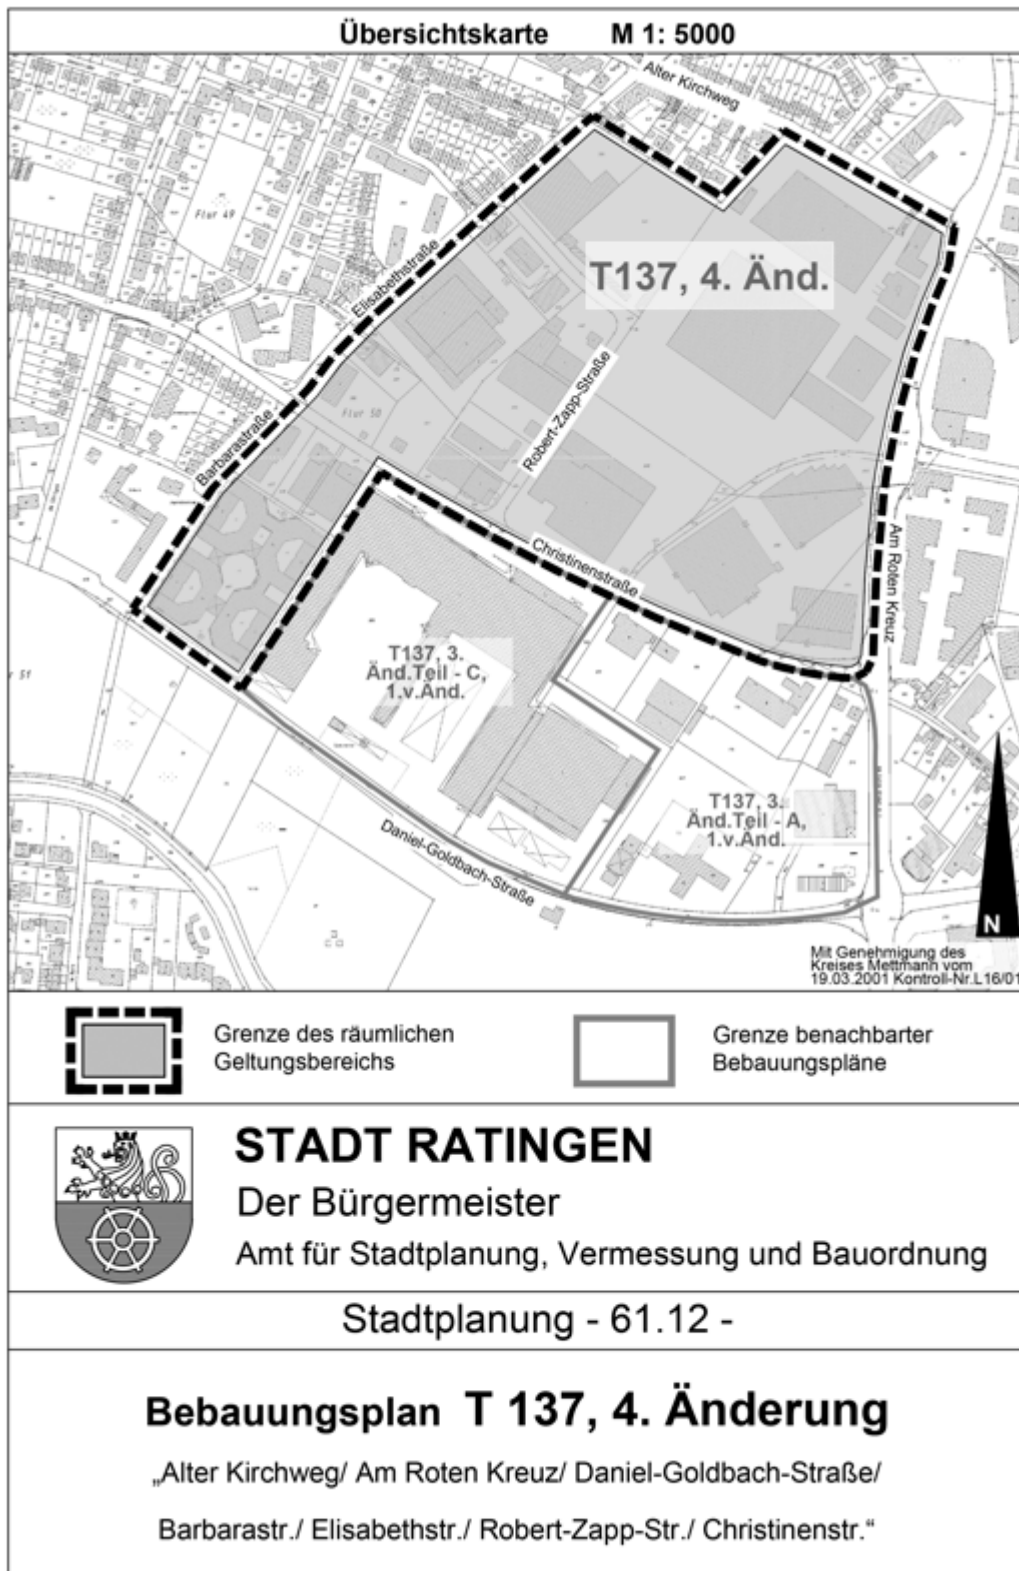 Übersichtskarte M 1: 5000
Alter Kirchweg
Flur 49
Elisabethstraße
T137, 4. Änd.
Robert-Zapp-Straße
Flur 50
Barbarastraße
Christinenstraße
Am Roten Kreuz
T137, 3.
Änd.Teil - C,
1.v.Änd.
T137, 3.
Änd.Teil - A,
1.v.Änd.
Daniel-Goldbach-Straße
N
Mit Genehmigung des
Kreises Mettmann vom
19.03.2001 Kontroll-Nr.L16/01
Grenze des räumlichen
Geltungsbereichs
Grenze benachbarter
Bebauungspläne
STADT RATINGEN
Der Bürgermeister
Amt für Stadtplanung, Vermessung und Bauordnung
Stadtplanung - 61.12 -
Bebauungsplan T 137, 4. Änderung
„Alter Kirchweg/ Am Roten Kreuz/ Daniel-Goldbach-Straße/
Barbarastr./ Elisabethstr./ Robert-Zapp-Str./ Christinenstr.“